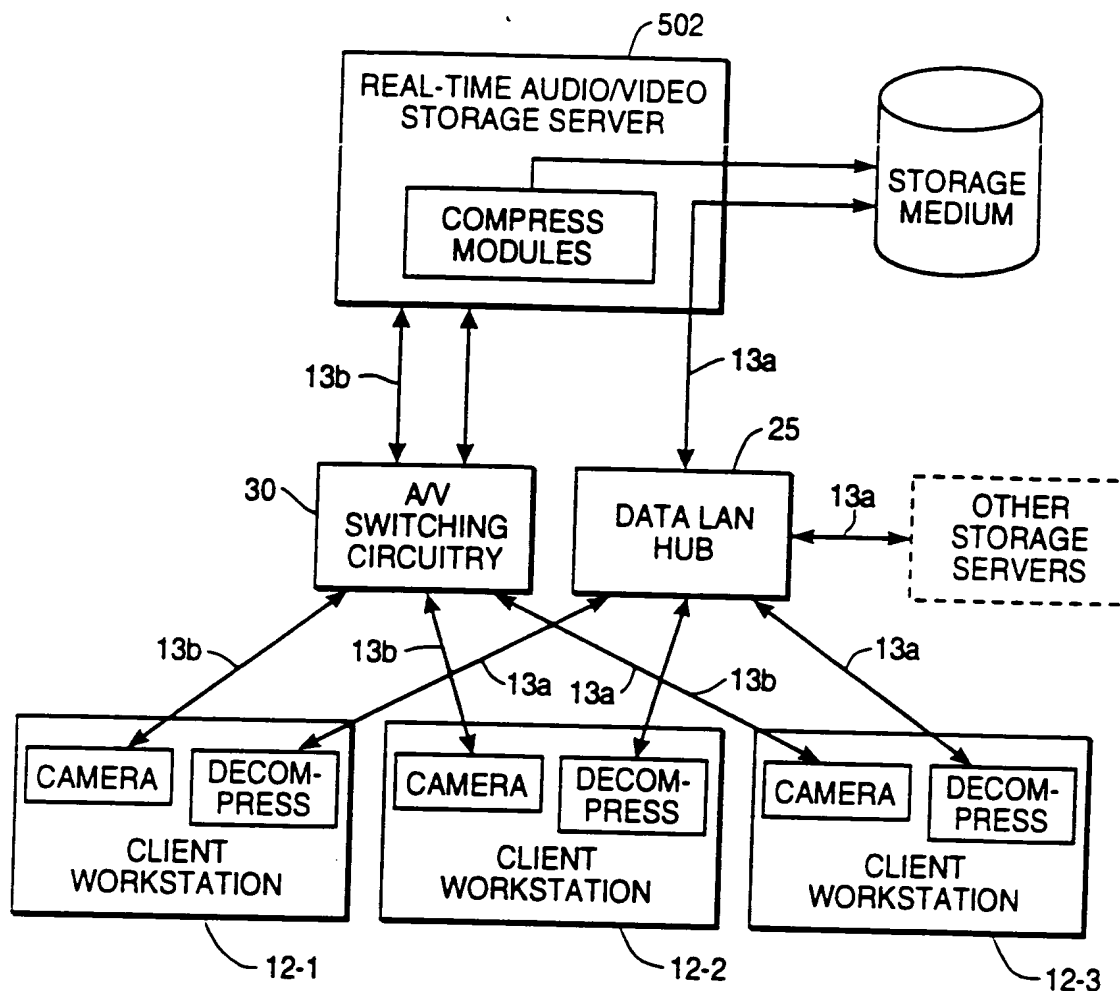 502
REAL-TIME AUDIO/VIDEO
STORAGE SERVER
COMPRESS
MODULES
STORAGE
MEDIUM
13b
13a
25
30
A/V
SWITCHING
CIRCUITRY
DATA LAN
HUB
13a
OTHER
STORAGE
SERVERS
13b
13b
13a
13a
13b
13a
CAMERA
DECOM-
PRESS
CLIENT
WORKSTATION
CAMERA
DECOM-
PRESS
CLIENT
WORKSTATION
CAMERA
DECOM-
PRESS
CLIENT
WORKSTATION
12-1
12-2
12-3